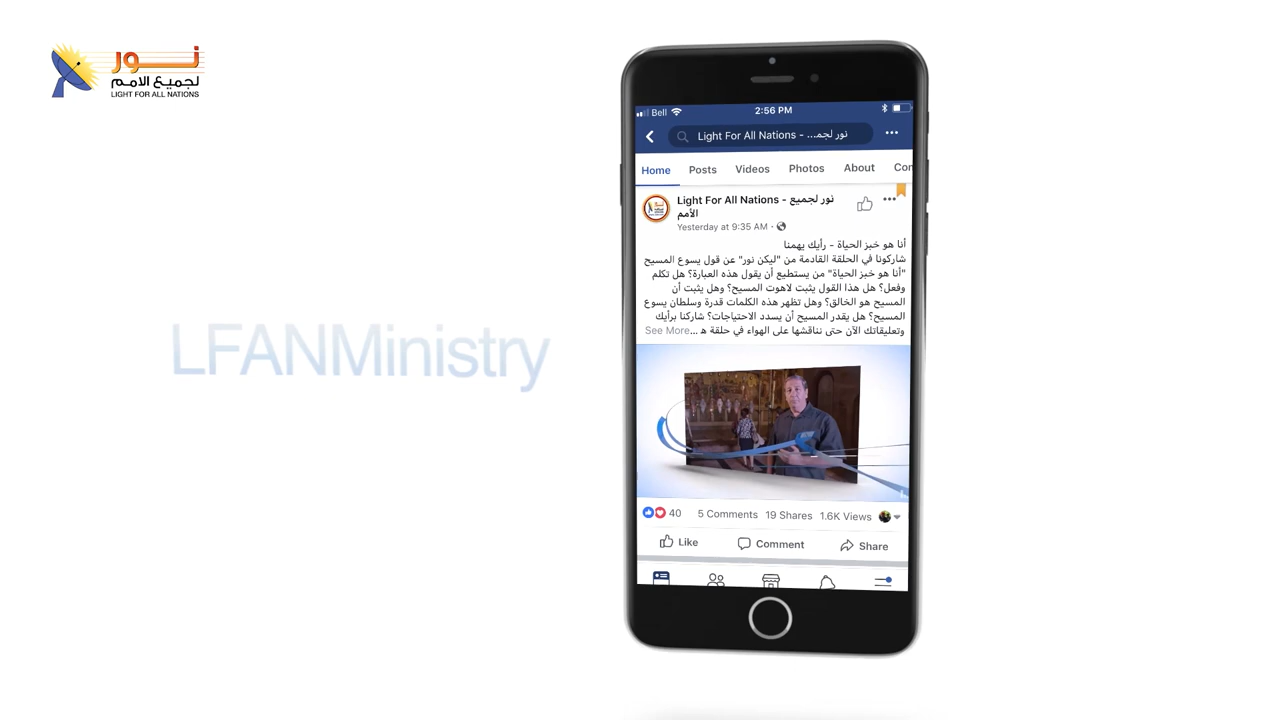 نور
لجميع الامم
LIGHT FOR ALL NATIONS
LFANMinistry
Bell 2:56 PM
Light For All Nations - نور لجمـ...
Home Posts Videos Photos About Con
Light For All Nations - نور لجميع
الأمم
Yesterday at 9:35 AM
أنا هو خبز الحياة - رأيك يهمنا
شاركونا في الحلقة القادمة من "ليكن نور" عن قول يسوع المسيح
"أنا هو خبز الحياة" من يستطيع أن يقول هذه العبارة؟ هل تكلم
وفعل؟ هل هذا القول يثبت لاهوت المسيح؟ وهل يثبت أن
المسيح هو الخالق؟ وهل تظهر هذه الكلمات قدرة وسلطان يسوع
المسيح؟ هل يقدر المسيح أن يسدد الاحتياجات؟ شاركنا برأيك
وتعليقاتك الآن حتى نناقشها على الهواء في حلقة هـ ... See More
40 5 Comments 19 Shares 1.6K Views
Like Comment Share